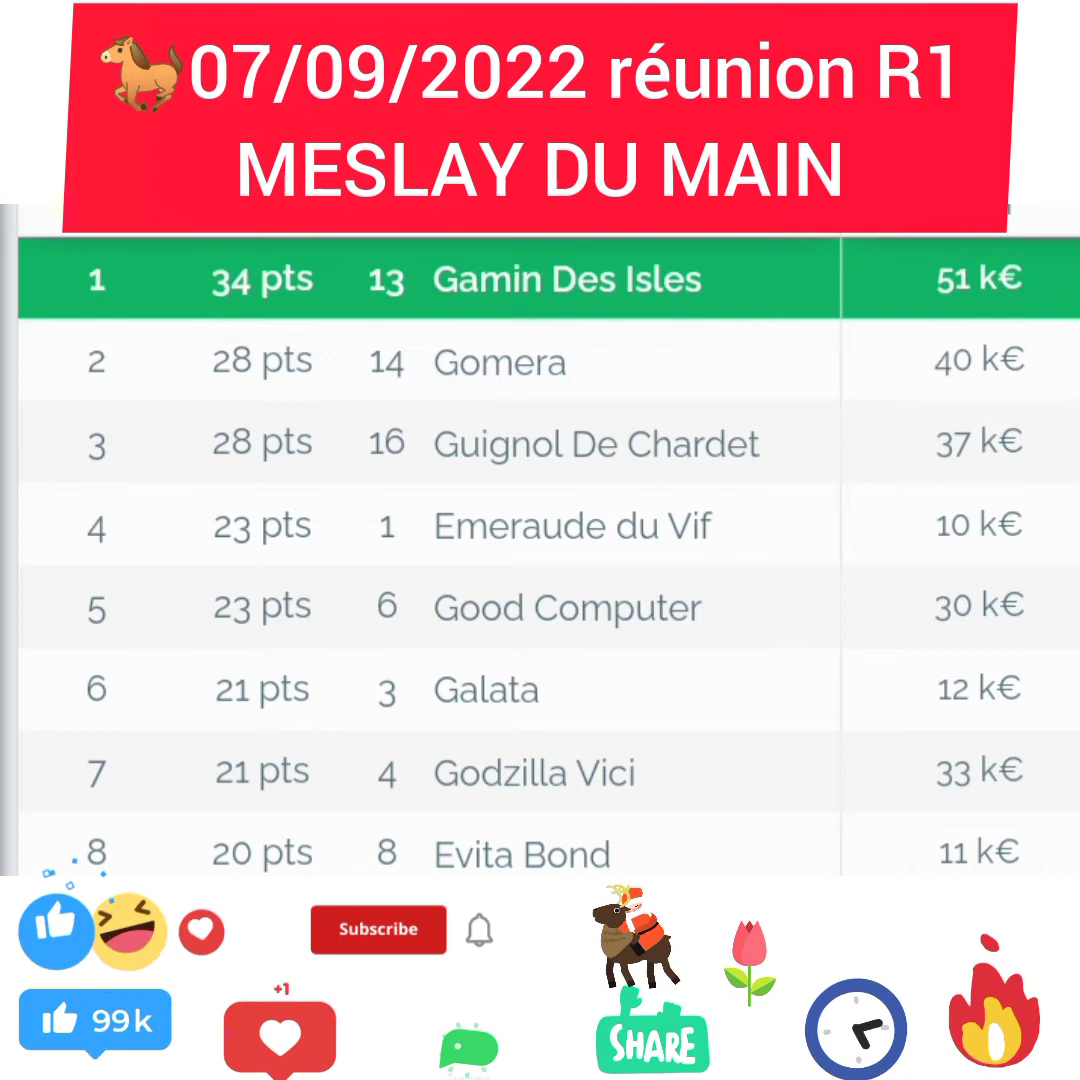 07/09/2022 réunion R1
MESLAY DU MAIN
1 34 pts 13 Gamin Des Isles 51 k€
2 28 pts 14 Gomera 40 k€
3 28 pts 16 Guignol De Chardet 37 k€
4 23 pts 1 Emeraude du Vif 10 k€
5 23 pts 6 Good Computer 30 k€
6 21 pts 3 Galata 12 k€
7 21 pts 4 Godzilla Vici 33 k€
8 20 pts 8 Evita Bond 11 k€
Subscribe
+1
99k
SHARE